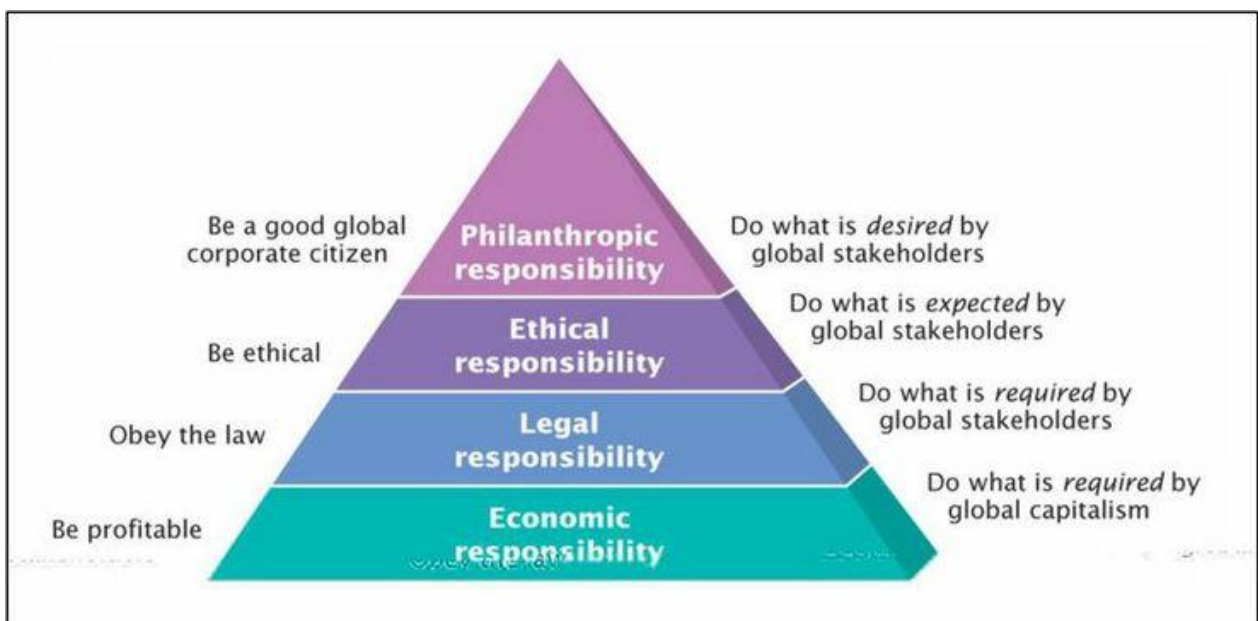 Be a good global
corporate citizen
Philanthropic
responsibility
Do what is desired by
global stakeholders
Do what is expected by
global stakeholders
Be ethical
Ethical
responsibility
Do what is required by
global stakeholders
Obey the law
Legal
responsibility
Do what is required by
global capitalism
Be profitable
Economic
responsibility